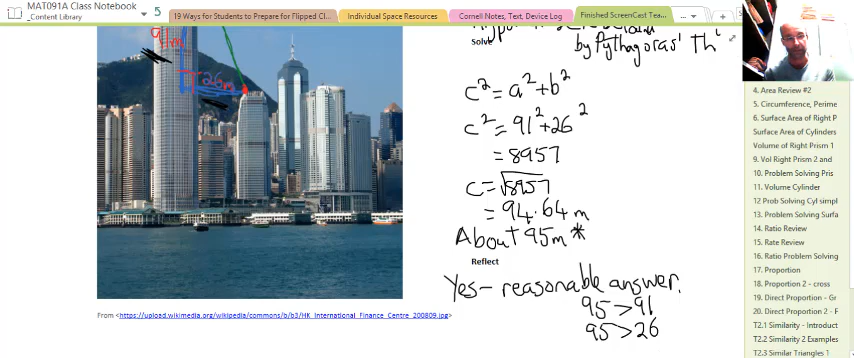 MAT091A Class Notebook
_Content Library
5
19 Ways for Students to Prepare for Flipped Cl...
Individual Space Resources
Cornell Notes, Text, Device Log
Finished ScreenCast Tea...
... 
91m
26m
From <https://upload.wikimedia.org/wikipedia/commons/b/b3/HK_International_Finance_Centre_200809.jpg>
Solve
by Pythagoras' Th
c²=a²+b²
c²=91²+26²
=8957
c=√8957
=94.64m
About 95m *
Reflect
Yes- reasonable answer.
95>91
95>26
4. Area Review #2
5. Circumference, Perime
6. Surface Area of Right P
Surface Area of Cylinders
Volume of Right Prism 1
9. Vol Right Prism 2 and
10. Problem Solving Pris
11. Volume Cylinder
12 Prob Solving Cyl simpl
13. Problem Solving Surfa
14. Ratio Review
15. Rate Review
16. Ratio Problem Solving
17. Proportion
18. Proportion 2 - cross
19. Direct Proportion - Gr
20. Direct Proportion 2 - F
T2.1 Similarity - Introduct
T2.2 Similarity 2 Examples
T2.3 Similar Triangles 1